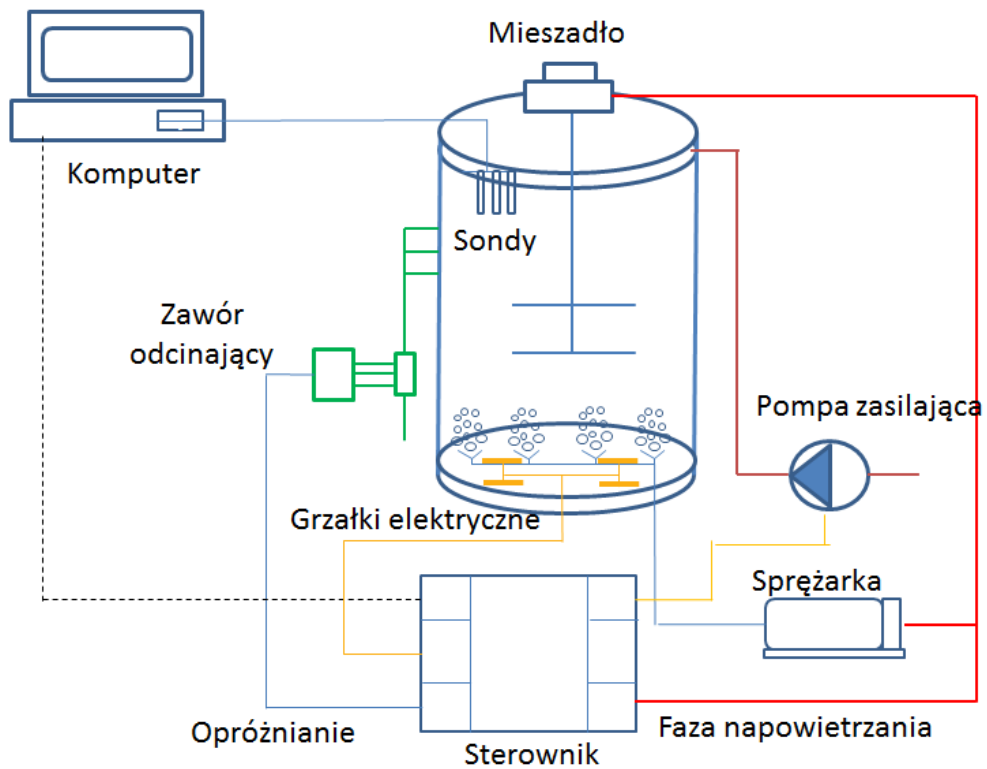 Mieszadło
Komputer
Sondy
Zawór
odcinający
Pompa zasilająca
Grzałki elektryczne
Sprężarka
Opróżnianie
Faza napowietrzania
Sterownik